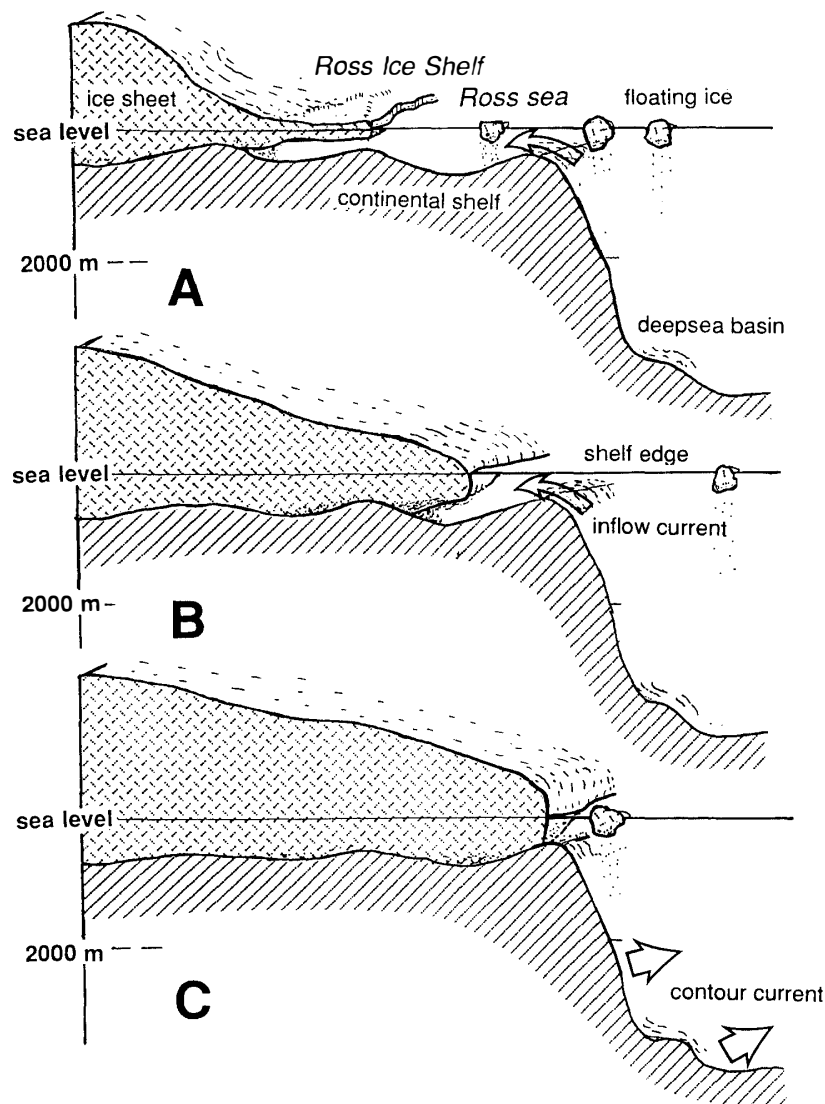 Ross Ice Shelf
ice sheet
Ross sea
floating ice
sea level
continental shelf
2000 m
A
deepsea basin
sea level
shelf edge
inflow current
2000 m
B
sea level
2000 m
C
contour current